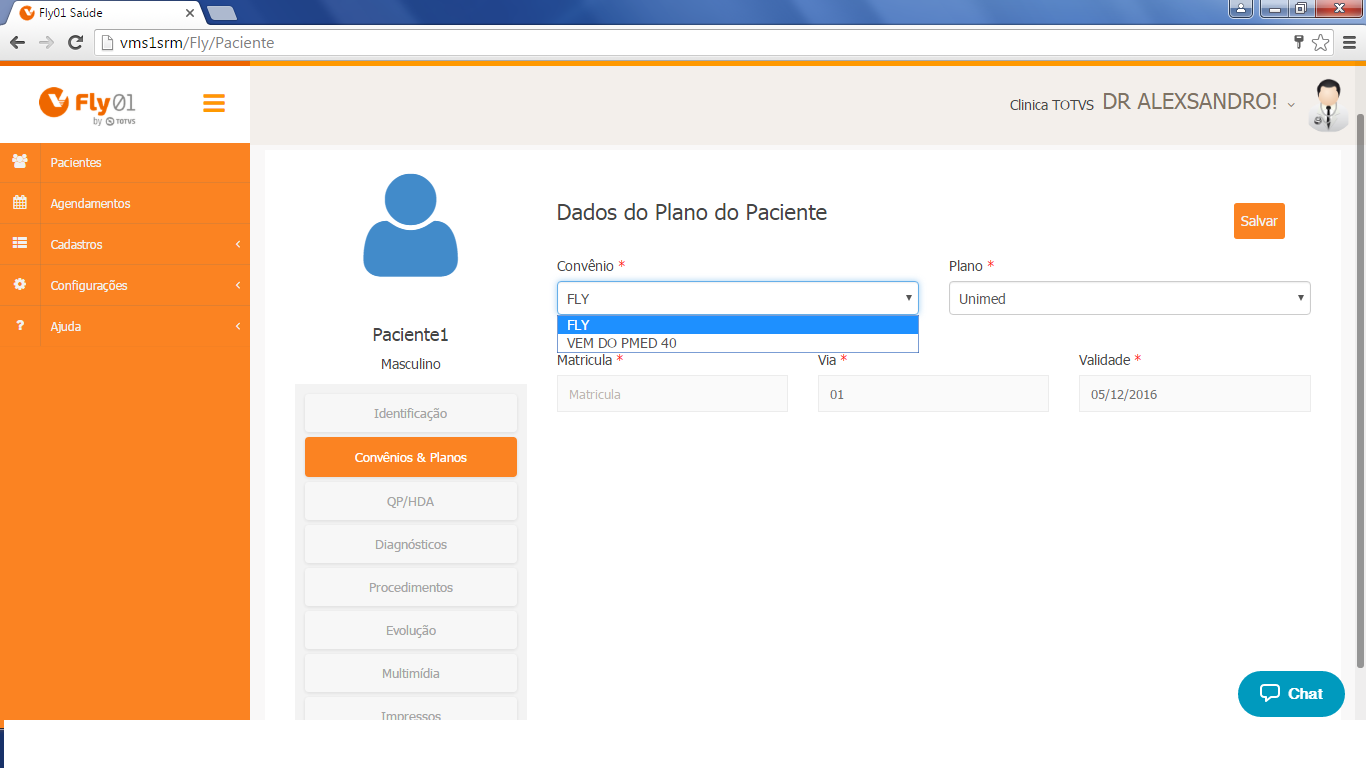 Fly01 Saúde
vms1srm/Fly/Paciente
Fly01
by TOTVS
Clinica TOTVS DR ALEXSANDRO!
Pacientes
Agendamentos
Cadastros
Configurações
Ajuda
Paciente1
Masculino
Identificação
Convênios & Planos
QP/HDA
Diagnósticos
Procedimentos
Evolução
Multimídia
Impressos
Dados do Plano do Paciente
Salvar
Convênio *
Plano *
FLY
Unimed
FLY
VEM DO PMED 40
Matricula *
Via *
Validade *
Matricula
01
05/12/2016
Chat